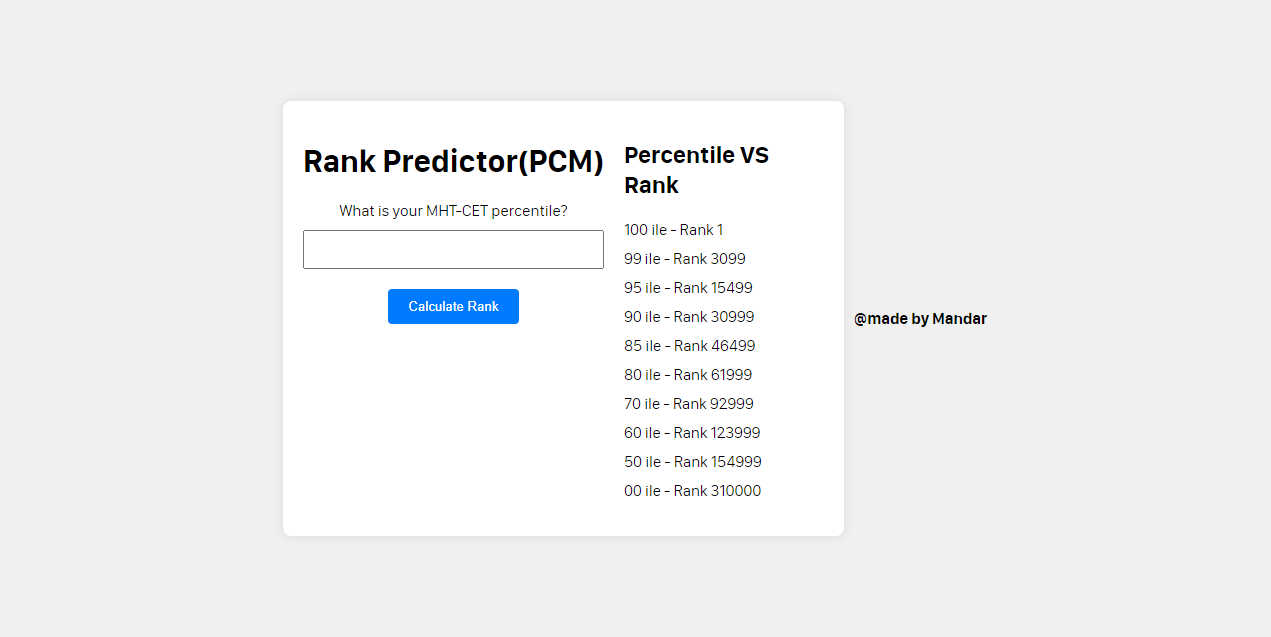 Rank Predictor(PCM)
What is your MHT-CET percentile?
Calculate Rank
Percentile VS
Rank
100 ile - Rank 1
99 ile - Rank 3099
95 ile - Rank 15499
90 ile - Rank 30999
85 ile - Rank 46499
80 ile - Rank 61999
70 ile - Rank 92999
60 ile - Rank 123999
50 ile - Rank 154999
00 ile - Rank 310000
@made by Mandar